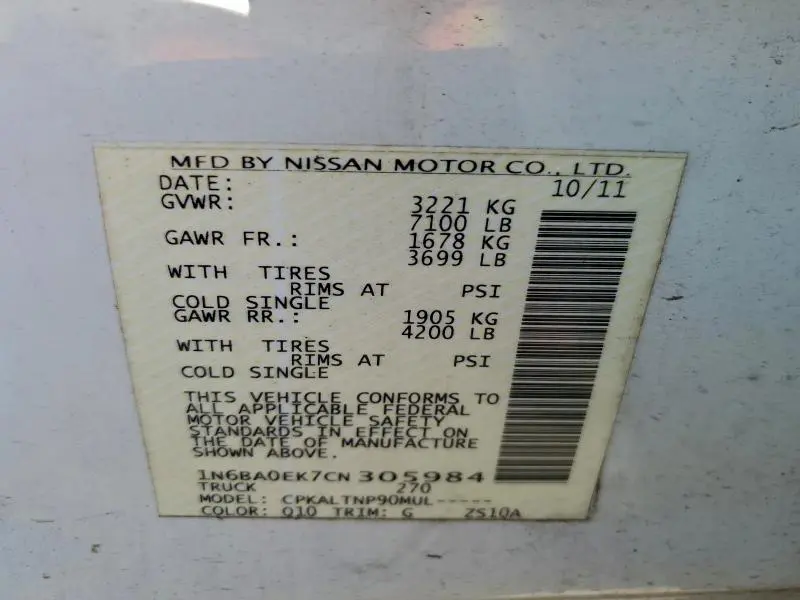 MFD BY NISSAN MOTOR CO., LTD.
DATE: 10/11
GVWR: 3221 KG
7100 LB
GAWR FR.: 1678 KG
3699 LB
WITH TIRES
RIMS AT PSI
COLD SINGLE
GAWR RR.: 1905 KG
4200 LB
WITH TIRES
RIMS AT PSI
COLD SINGLE
THIS VEHICLE CONFORMS TO
ALL APPLICABLE FEDERAL
MOTOR VEHICLE SAFETY
STANDARDS IN EFFECT ON
THE DATE OF MANUFACTURE
SHOWN ABOVE.
1N6BA0EK7CN305984
TRUCK 270
MODEL: CPKALTNP90MUL-----
COLOR: Q10 TRIM: G ZS1QA